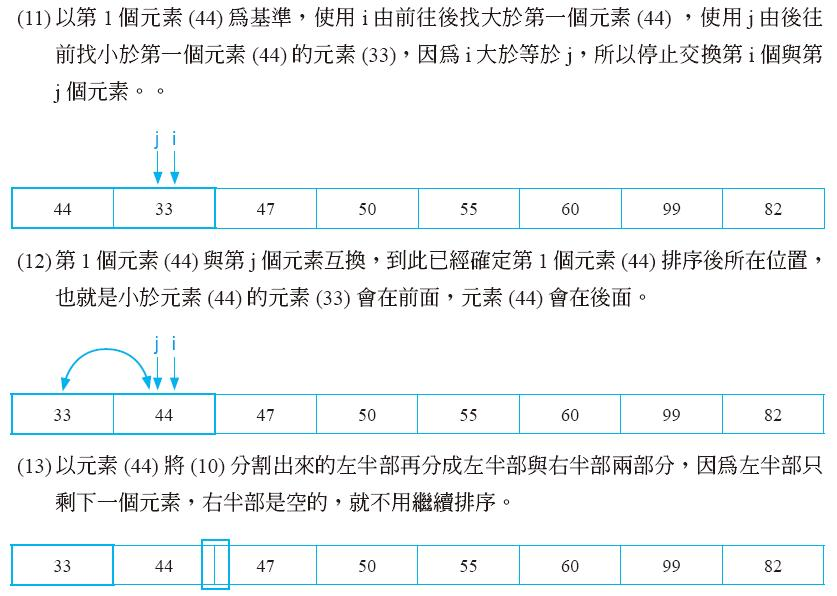 (11) 以第 1 個元素 (44) 為基準，使用 i 由前往後找大於第一個元素 (44) ，使用 j 由後往
前找小於第一個元素 (44) 的元素 (33)，因為 i 大於等於 j，所以停止交換第 i 個與第
j 個元素。。
j i
44 33 47 50 55 60 99 82
(12) 第 1 個元素 (44) 與第 j 個元素互換，到此已經確定第 1 個元素 (44) 排序後所在位置，
也就是小於元素 (44) 的元素 (33) 會在前面，元素 (44) 會在後面。
j i
33 44 47 50 55 60 99 82
(13) 以元素 (44) 將 (10) 分割出來的左半部再分成左半部與右半部兩部分，因為左半部只
剩下一個元素，右半部是空的，就不用繼續排序。
33 44 47 50 55 60 99 82